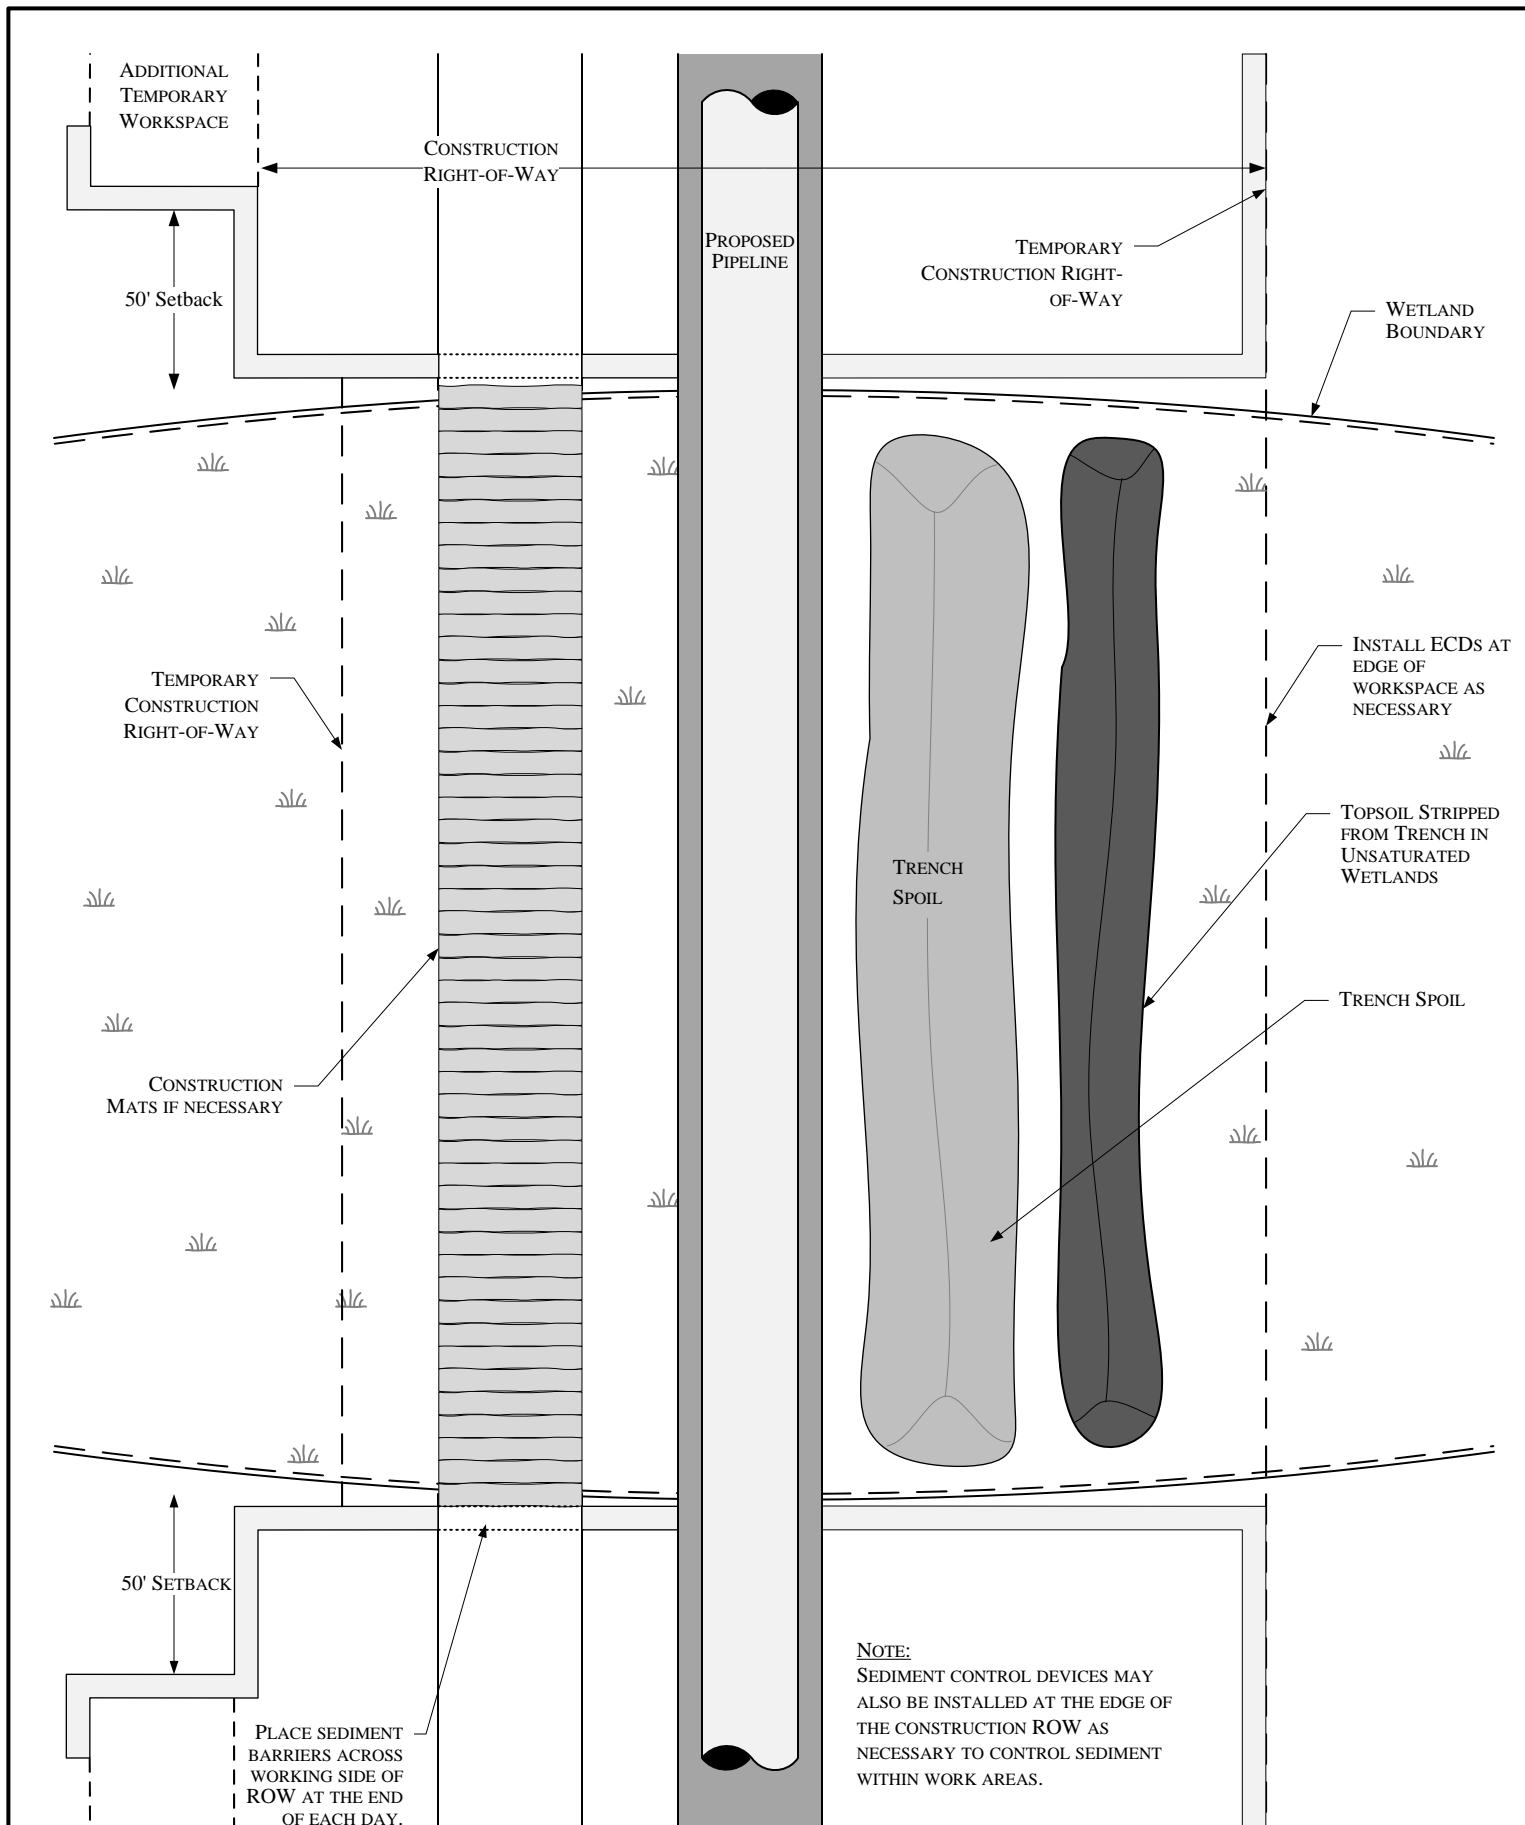 ADDITIONAL
TEMPORARY
WORKSPACE
CONSTRUCTION
RIGHT-OF-WAY
PROPOSED
PIPELINE
TEMPORARY
CONSTRUCTION RIGHT-
OF-WAY
50' Setback
WETLAND
BOUNDARY
INSTALL ECDS AT
EDGE OF
WORKSPACE AS
NECESSARY
TEMPORARY
CONSTRUCTION
RIGHT-OF-WAY
TOPSOIL STRIPPED
FROM TRENCH IN
UNSATURATED
WETLANDS
TRENCH
SPOIL
TRENCH SPOIL
CONSTRUCTION
MATS IF NECESSARY
50' SETBACK
NOTE:
SEDIMENT CONTROL DEVICES MAY
ALSO BE INSTALLED AT THE EDGE OF
THE CONSTRUCTION ROW AS
NECESSARY TO CONTROL SEDIMENT
WITHIN WORK AREAS.
PLACE SEDIMENT
BARRIERS ACROSS
WORKING SIDE OF
ROW AT THE END
OF EACH DAY.